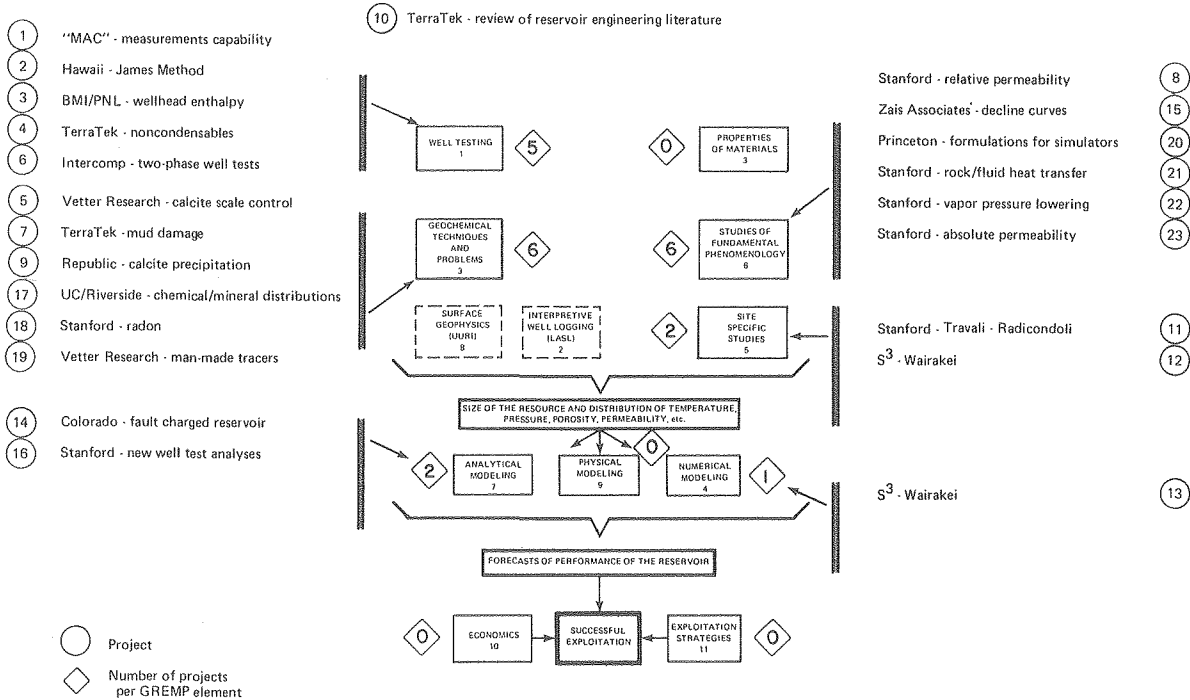 10 TerraTek - review of reservoir engineering literature
1 "MAC" - measurements capability
2 Hawaii - James Method
3 BMI/PNL - wellhead enthalpy
4 TerraTek - noncondensables
6 Intercomp - two-phase well tests
5 Vetter Research - calcite scale control
7 TerraTek - mud damage
9 Republic - calcite precipitation
17 UC/Riverside - chemical/mineral distributions
18 Stanford - radon
19 Vetter Research - man-made tracers
14 Colorado - fault charged reservoir
16 Stanford - new well test analyses
WELL TESTING
1
5
0
PROPERTIES
OF MATERIALS
3
GEOCHEMICAL
TECHNIQUES
AND
PROBLEMS
3
6
6
STUDIES OF
FUNDAMENTAL
PHENOMENOLOGY
6
SURFACE
GEOPHYSICS
(UURI)
8
INTERPRETIVE
WELL LOGGING
(LASL)
2
2
SITE
SPECIFIC
STUDIES
5
SIZE OF THE RESOURCE AND DISTRIBUTION OF TEMPERATURE,
PRESSURE, POROSITY, PERMEABILITY, etc.
2
ANALYTICAL
MODELING
7
PHYSICAL
MODELING
9
0
NUMERICAL
MODELING
4
1
FORECASTS OF PERFORMANCE OF THE RESERVOIR
0
ECONOMICS
10
SUCCESSFUL
EXPLOITATION
EXPLOITATION
STRATEGIES
11
0
Stanford - relative permeability 8
Zais Associates' - decline curves 15
Princeton - formulations for simulators 20
Stanford - rock/fluid heat transfer 21
Stanford - vapor pressure lowering 22
Stanford - absolute permeability 23
Stanford - Travali - Radicondoli 11
S³ - Wairakei 12
S³ - Wairakei 13
Project
Number of projects
per GREMP element